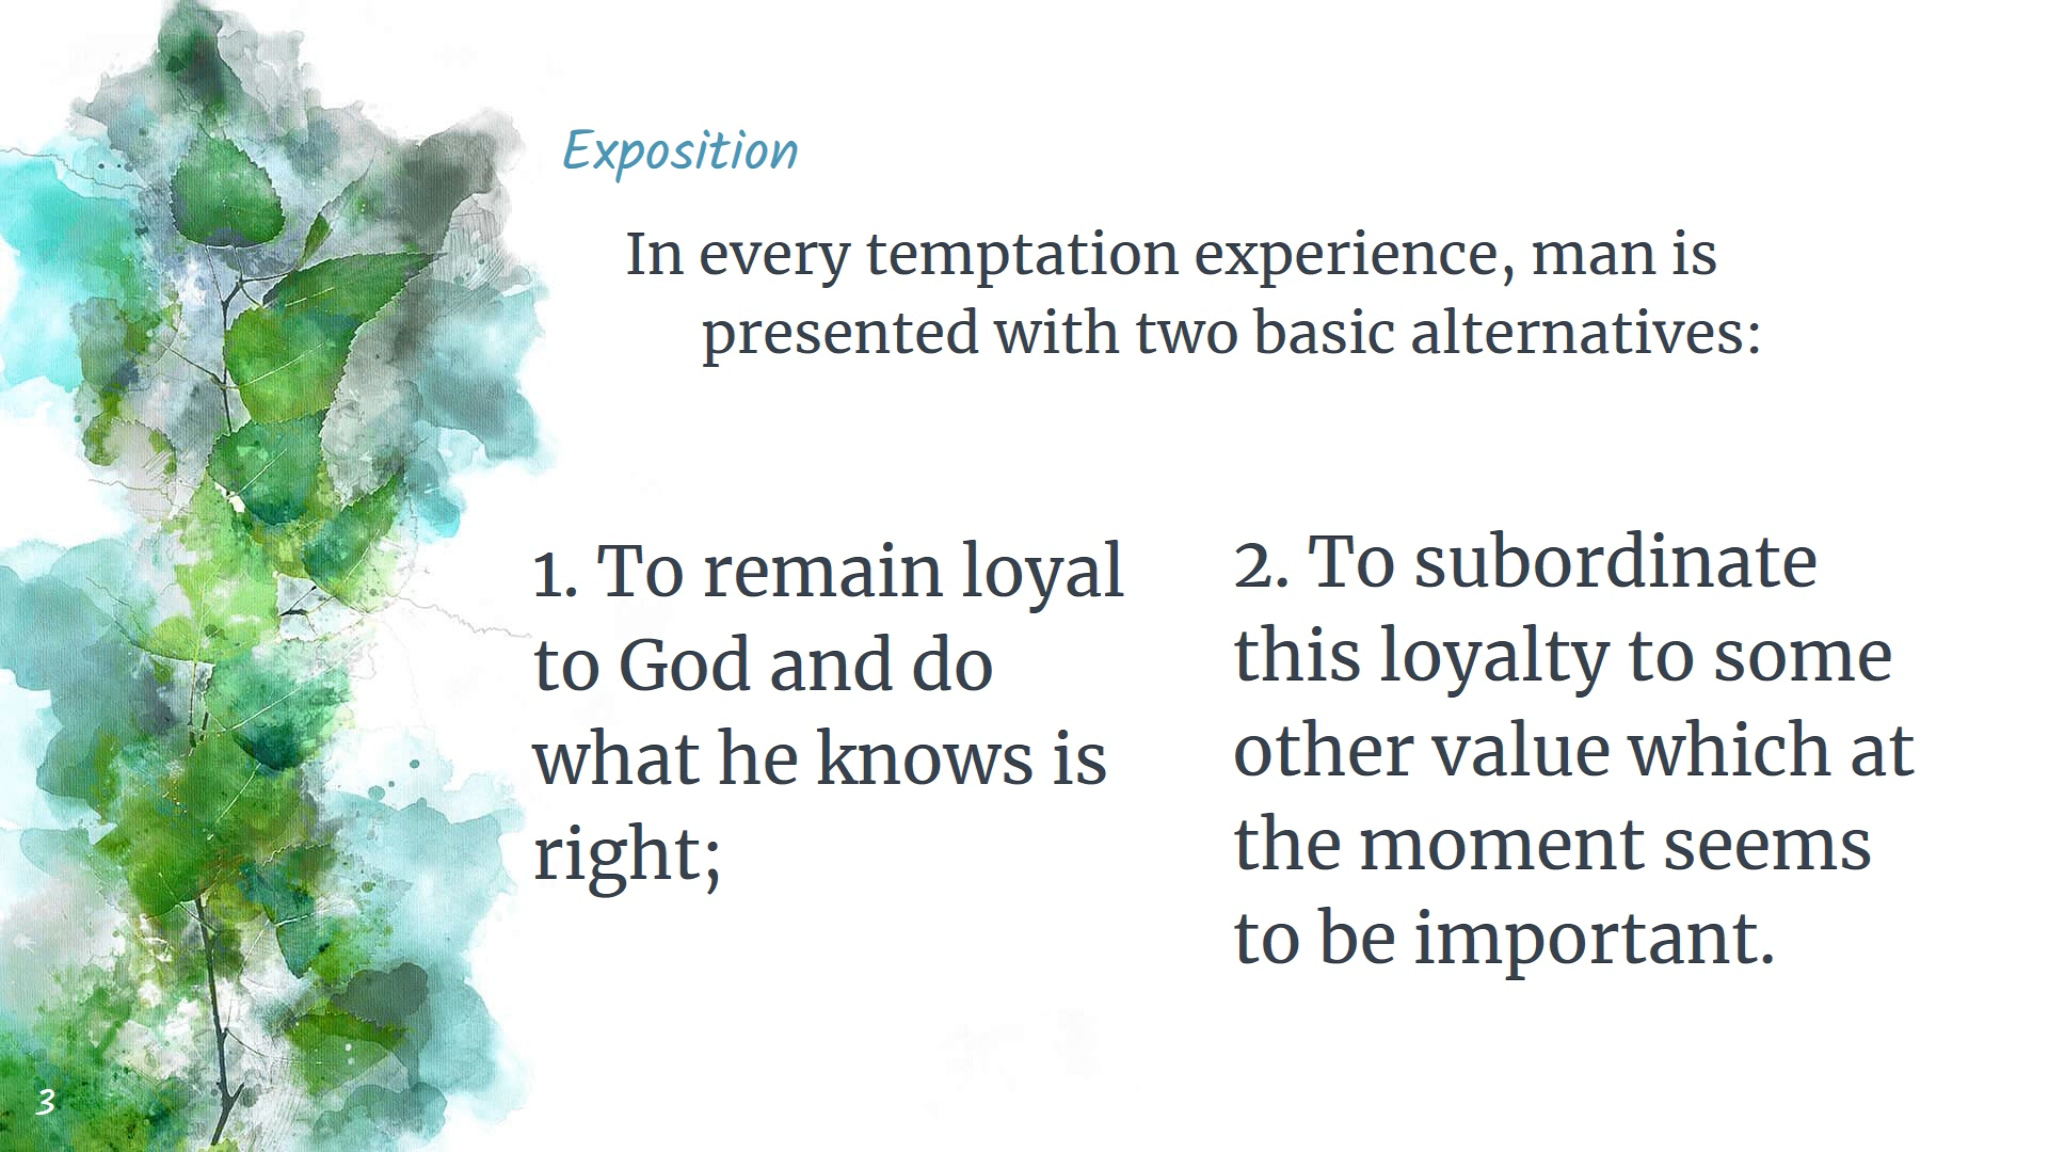 Exposition
In every temptation experience, man is
presented with two basic alternatives:
1. To remain loyal
to God and do
what he knows is
right;
2. To subordinate
this loyalty to some
other value which at
the moment seems
to be important.
3